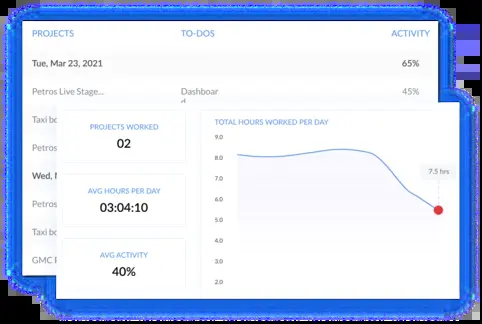 PROJECTS TO-DOS ACTIVITY
Tue, Mar 23, 2021 65%
Petros Live Stage... Dashboar 45%
d
Taxi bo
Petros
Wed, M
Petros
Taxi bo
GMC P
PROJECTS WORKED
02
AVG HOURS PER DAY
03:04:10
AVG ACTIVITY
40%
TOTAL HOURS WORKED PER DAY
9.0
8.0
7.0
6.0
5.0
4.0
3.0
2.0
7.5 hrs